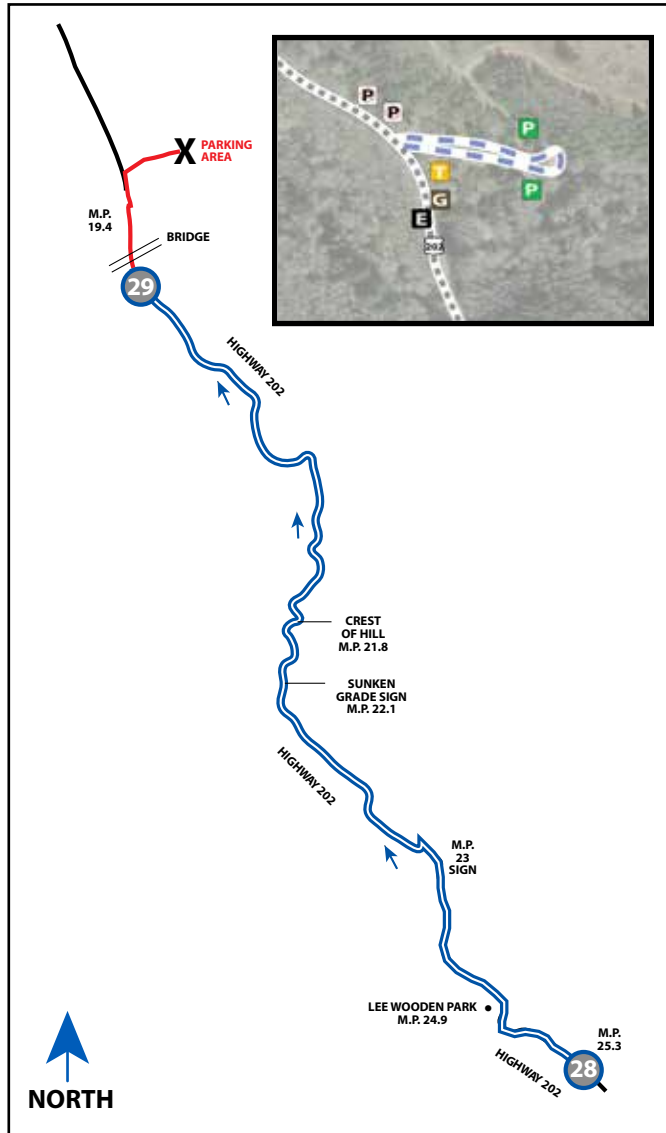 P
P
P
T
P
G
E
202
X
PARKING
AREA
M.P.
19.4
BRIDGE
29
HIGHWAY 202
CREST
OF HILL
M.P. 21.8
SUNKEN
GRADE SIGN
M.P. 22.1
HIGHWAY 202
M.P.
23
SIGN
LEE WOODEN PARK
M.P. 24.9
M.P.
25.3
28
HIGHWAY 202
NORTH